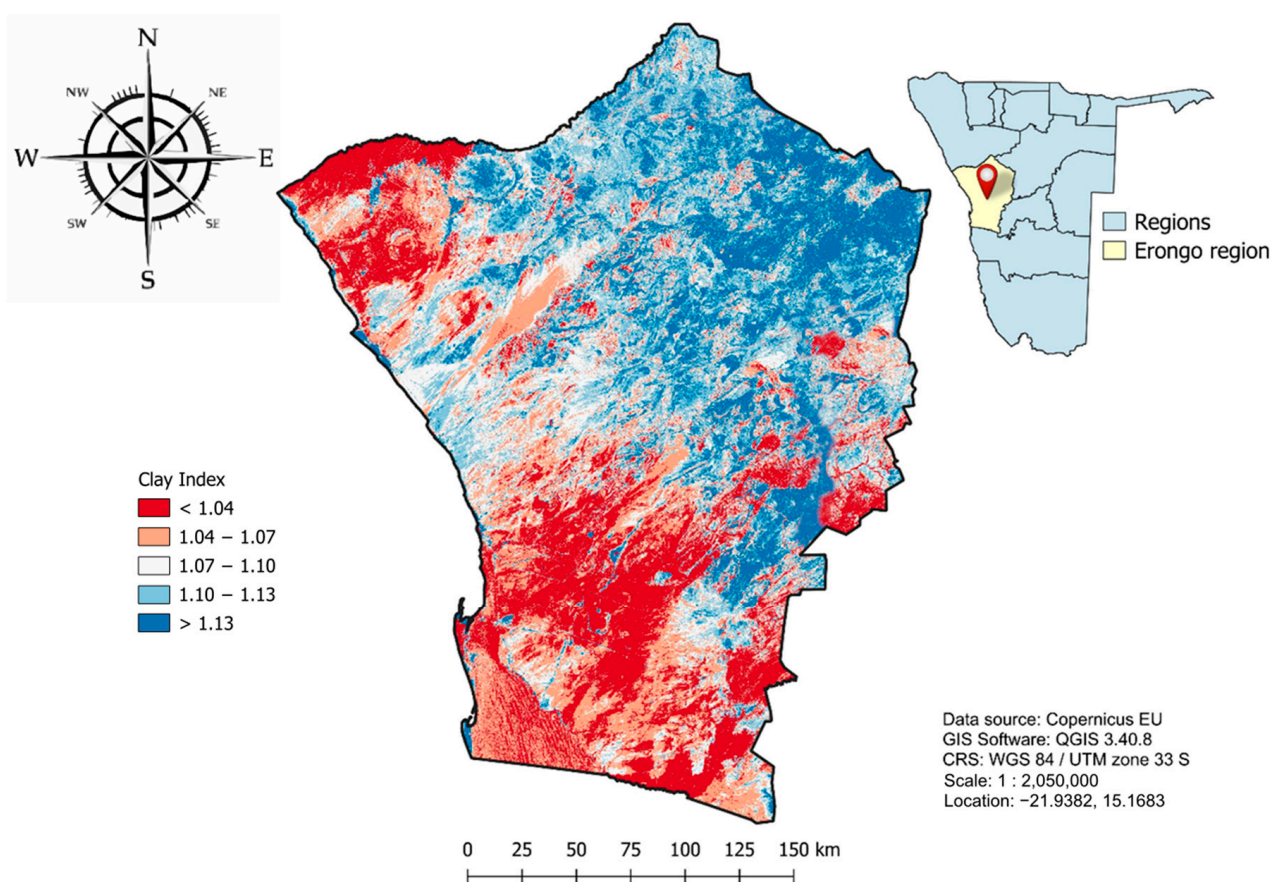 N
NW
NE
W
E
SW
SE
S
Regions
Erongo region
Clay Index
< 1.04
1.04 – 1.07
1.07 – 1.10
1.10 – 1.13
> 1.13
Data source: Copernicus EU
GIS Software: QGIS 3.40.8
CRS: WGS 84 / UTM zone 33 S
Scale: 1 : 2,050,000
Location: −21.9382, 15.1683
0 25 50 75 100 125 150 km